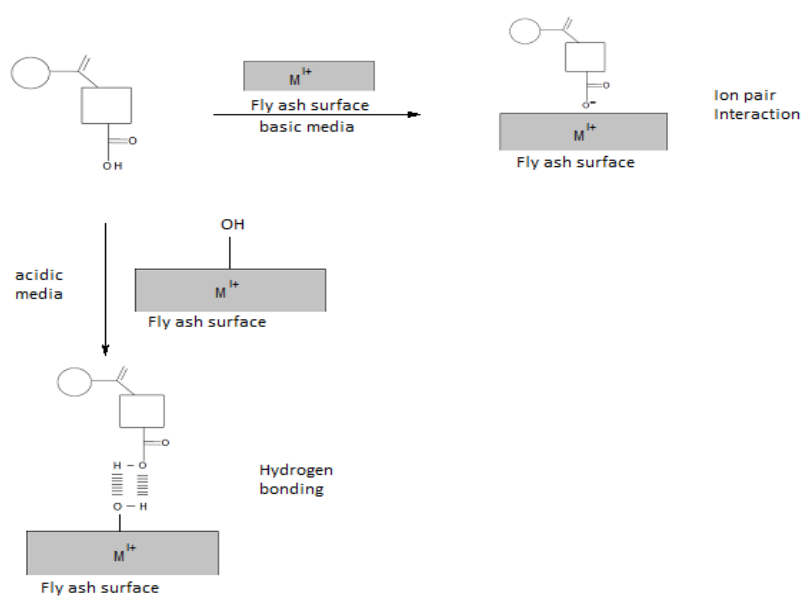 M I+
Fly ash surface
basic media
O
OH
O
O-
M I+
Fly ash surface
Ion pair
Interaction
acidic
media
OH
M I+
Fly ash surface
O
H - O
O - H
Hydrogen
bonding
M I+
Fly ash surface